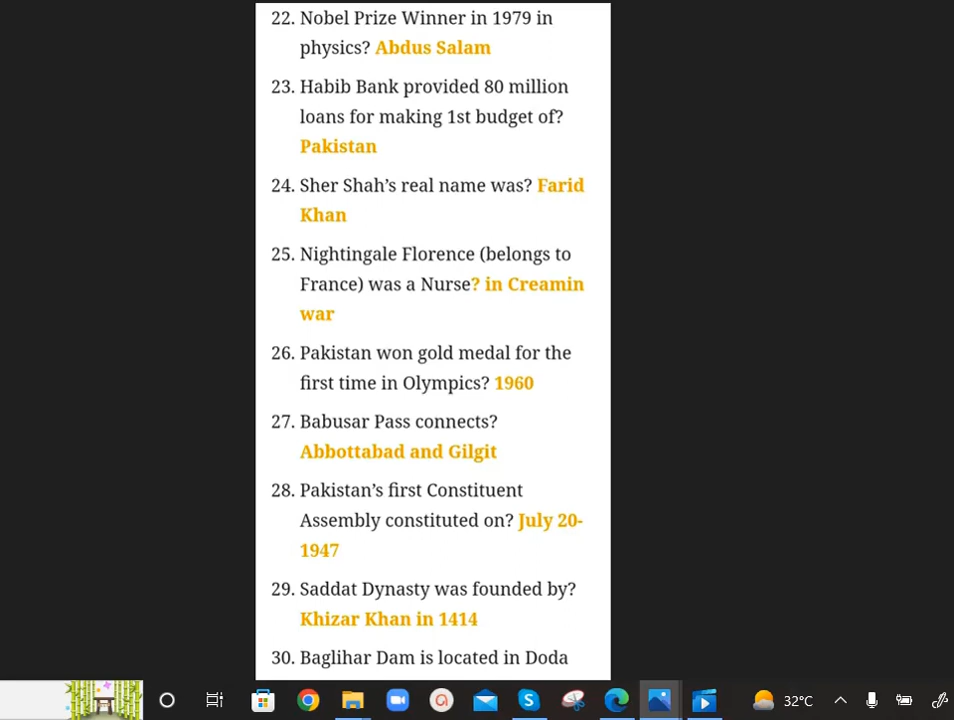 22. Nobel Prize Winner in 1979 in
physics? Abdus Salam
23. Habib Bank provided 80 million
loans for making 1st budget of?
Pakistan
24. Sher Shah’s real name was? Farid
Khan
25. Nightingale Florence (belongs to
France) was a Nurse? in Creamin
war
26. Pakistan won gold medal for the
first time in Olympics? 1960
27. Babusar Pass connects?
Abbottabad and Gilgit
28. Pakistan’s first Constituent
Assembly constituted on? July 20-
1947
29. Saddat Dynasty was founded by?
Khizar Khan in 1414
30. Baglihar Dam is located in Doda
32°C